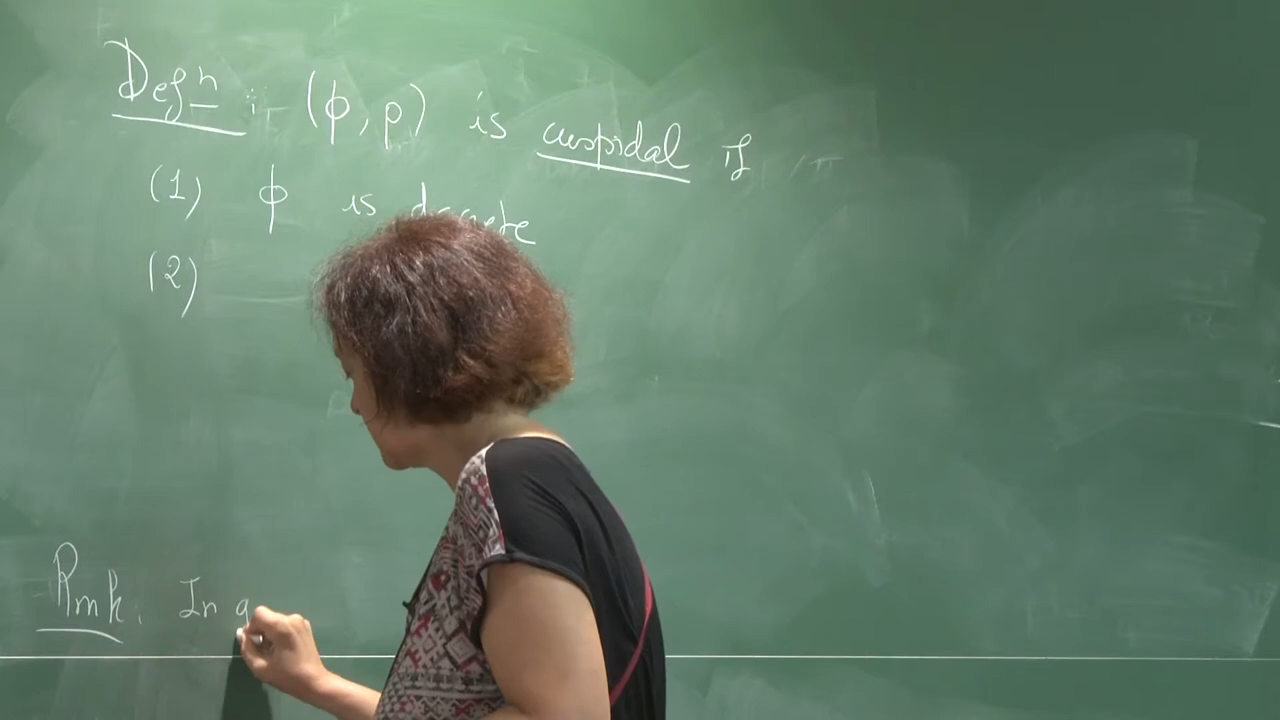 Defn: (ϕ, ρ) is cuspidal if
(1) ϕ is discrete
(2)
Rmk. In g